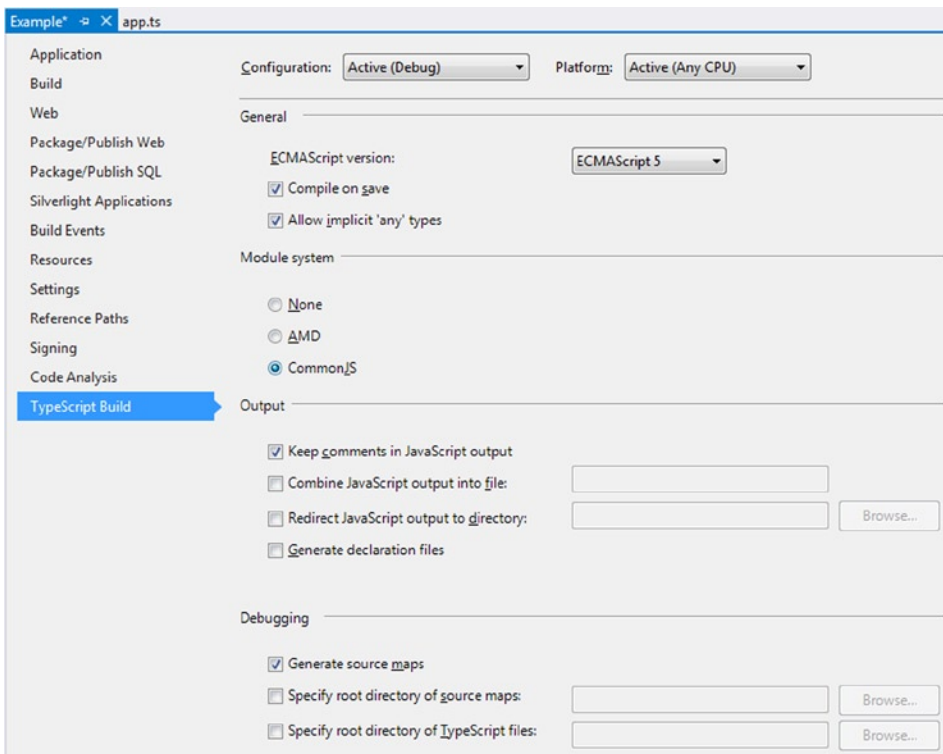 Example* app.ts
Application
Build
Web
Package/Publish Web
Package/Publish SQL
Silverlight Applications
Build Events
Resources
Settings
Reference Paths
Signing
Code Analysis
TypeScript Build
Configuration: Active (Debug) Platform: Active (Any CPU)
General
ECMAScript version: ECMAScript 5
Compile on save
Allow implicit 'any' types
Module system
None
AMD
CommonJS
Output
Keep comments in JavaScript output
Combine JavaScript output into file:
Redirect JavaScript output to directory: Browse...
Generate declaration files
Debugging
Generate source maps
Specify root directory of source maps: Browse...
Specify root directory of TypeScript files: Browse...